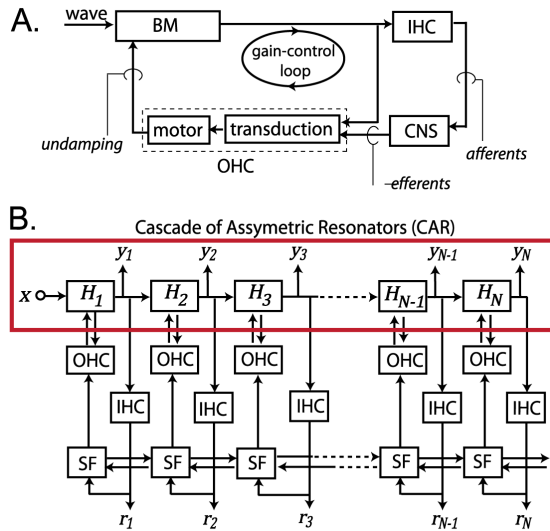 A.
wave
BM
IHC
gain-control
loop
motor
transduction
CNS
undamping
OHC
efferents
afferents
B.
Cascade of Assymetric Resonators (CAR)
y1 y2 y3 yN-1 yN
x H1 H2 H3 HN-1 HN
OHC OHC OHC OHC OHC
IHC IHC IHC IHC IHC
SF SF SF SF SF
r1 r2 r3 rN-1 rN